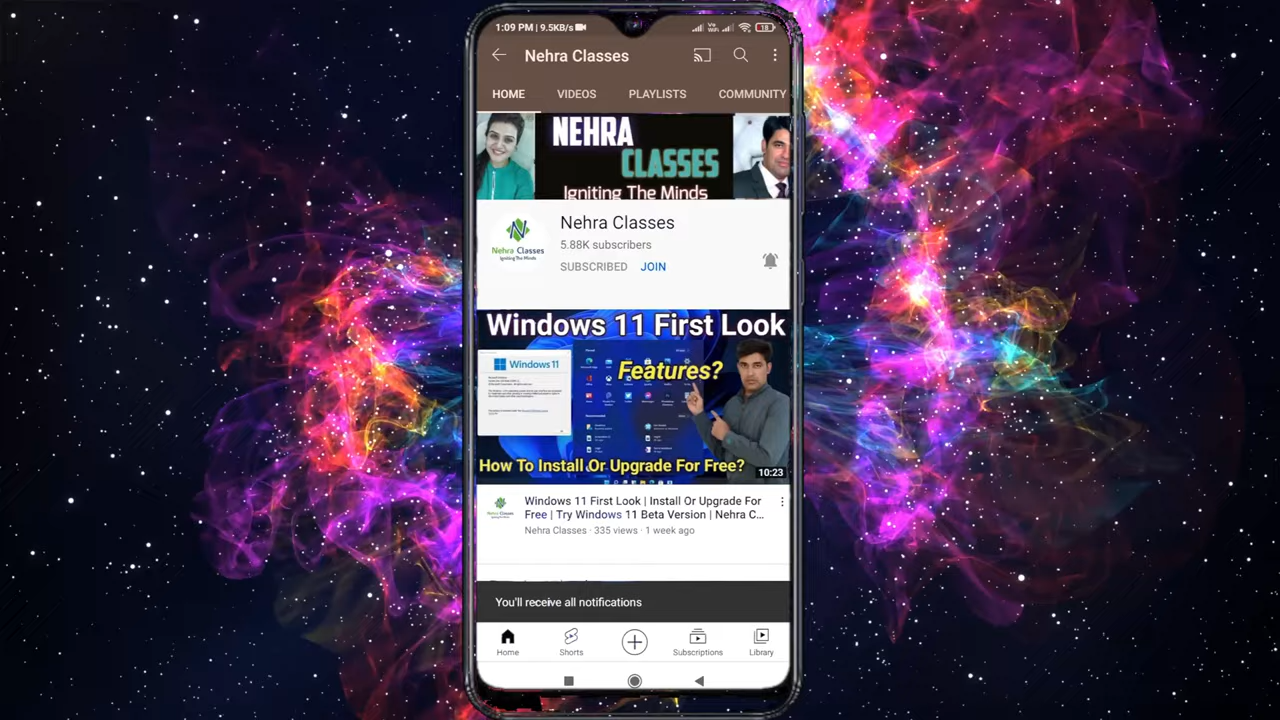 1:09 PM | 9.5KB/s
Vo WiFi
18
Nehra Classes
HOME VIDEOS PLAYLISTS COMMUNITY
NEHRA
CLASSES
Igniting The Minds
Nehra Classes
Igniting The Minds
Nehra Classes
5.88K subscribers
SUBSCRIBED JOIN
Windows 11 First Look
Windows 11
Features?
How To Install Or Upgrade For Free?
10:23
Windows 11 First Look | Install Or Upgrade For
Free | Try Windows 11 Beta Version | Nehra C...
Nehra Classes · 335 views · 1 week ago
You'll receive all notifications
Home Shorts Subscriptions Library